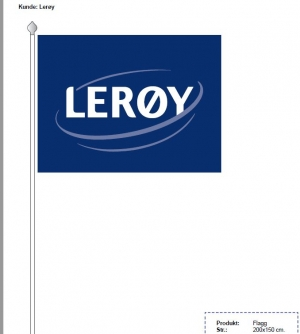 Kunde: Lerøy
LERØY
Produkt: Flagg
Str.: 200x150 cm.